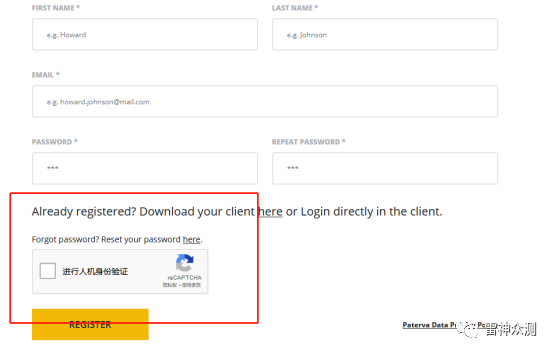 FIRST NAME *
LAST NAME *
e.g. Howard
e.g. Johnson
EMAIL *
e.g. howard.johnson@mail.com
PASSWORD *
REPEAT PASSWORD *
***
***
Already registered? Download your client here or Login directly in the client.
Forgot password? Reset your password here.
进行人机身份验证
reCAPTCHA
隐私权 - 使用条款
REGISTER
Paterva Data
雷神众测